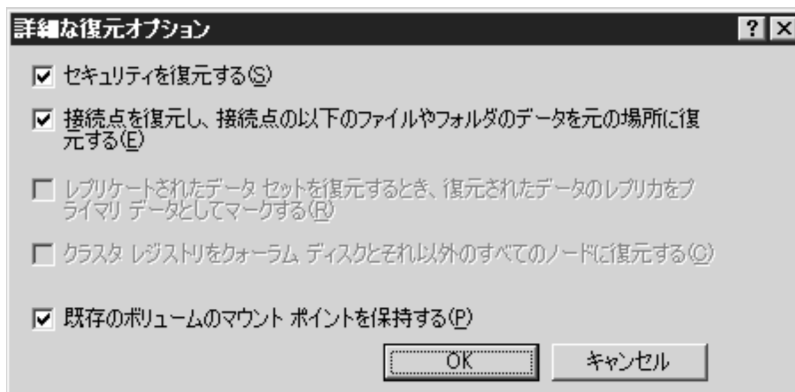 詳細な復元オプション
セキュリティを復元する(S)
接続点を復元し、接続点の以下のファイルやフォルダのデータを元の場所に復
元する(E)
レプリケートされたデータ セットを復元するとき、復元されたデータのレプリカをプ
ライマリ データとしてマークする(R)
クラスタ レジストリをクォーラム ディスクとそれ以外のすべてのノードに復元する(C)
既存のボリュームのマウント ポイントを保持する(P)
OK キャンセル